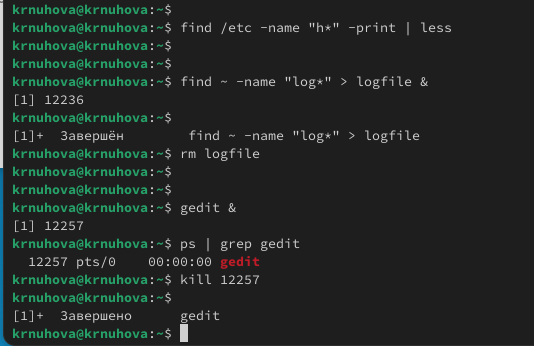 krnuhova@krnuhova:~$
krnuhova@krnuhova:~$ find /etc -name "h*" -print | less
krnuhova@krnuhova:~$
krnuhova@krnuhova:~$
krnuhova@krnuhova:~$ find ~ -name "log*" > logfile &
[1] 12236
krnuhova@krnuhova:~$
[1]+  Завершён        find ~ -name "log*" > logfile
krnuhova@krnuhova:~$ rm logfile
krnuhova@krnuhova:~$
krnuhova@krnuhova:~$
krnuhova@krnuhova:~$ gedit &
[1] 12257
krnuhova@krnuhova:~$ ps | grep gedit
  12257 pts/0    00:00:00 gedit
krnuhova@krnuhova:~$ kill 12257
krnuhova@krnuhova:~$
[1]+  Завершено      gedit
krnuhova@krnuhova:~$